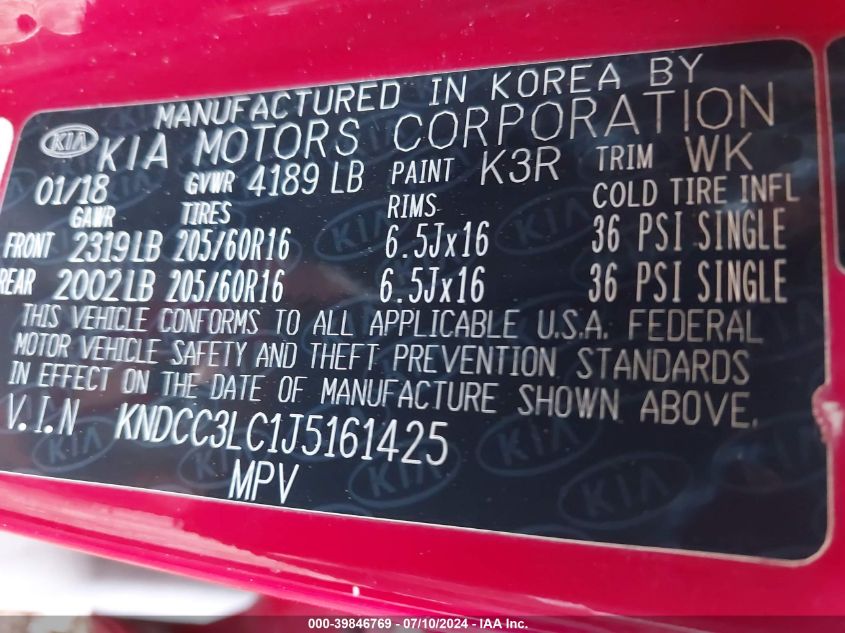 MANUFACTURED IN KOREA BY
KIA KIA MOTORS CORPORATION
01/18 GVWR 4189 LB PAINT K3R TRIM WK
GAWR TIRES RIMS COLD TIRE INFL
FRONT 2319LB 205/60R16 6.5Jx16 36 PSI SINGLE
REAR 2002LB 205/60R16 6.5Jx16 36 PSI SINGLE
THIS VEHICLE CONFORMS TO ALL APPLICABLE U.S.A. FEDERAL
MOTOR VEHICLE SAFETY AND THEFT PREVENTION STANDARDS
IN EFFECT ON THE DATE OF MANUFACTURE SHOWN ABOVE.
V.I.N KNDCC3LC1J5161425
MPV
000-39846769 - 07/10/2024 - IAA, Inc.